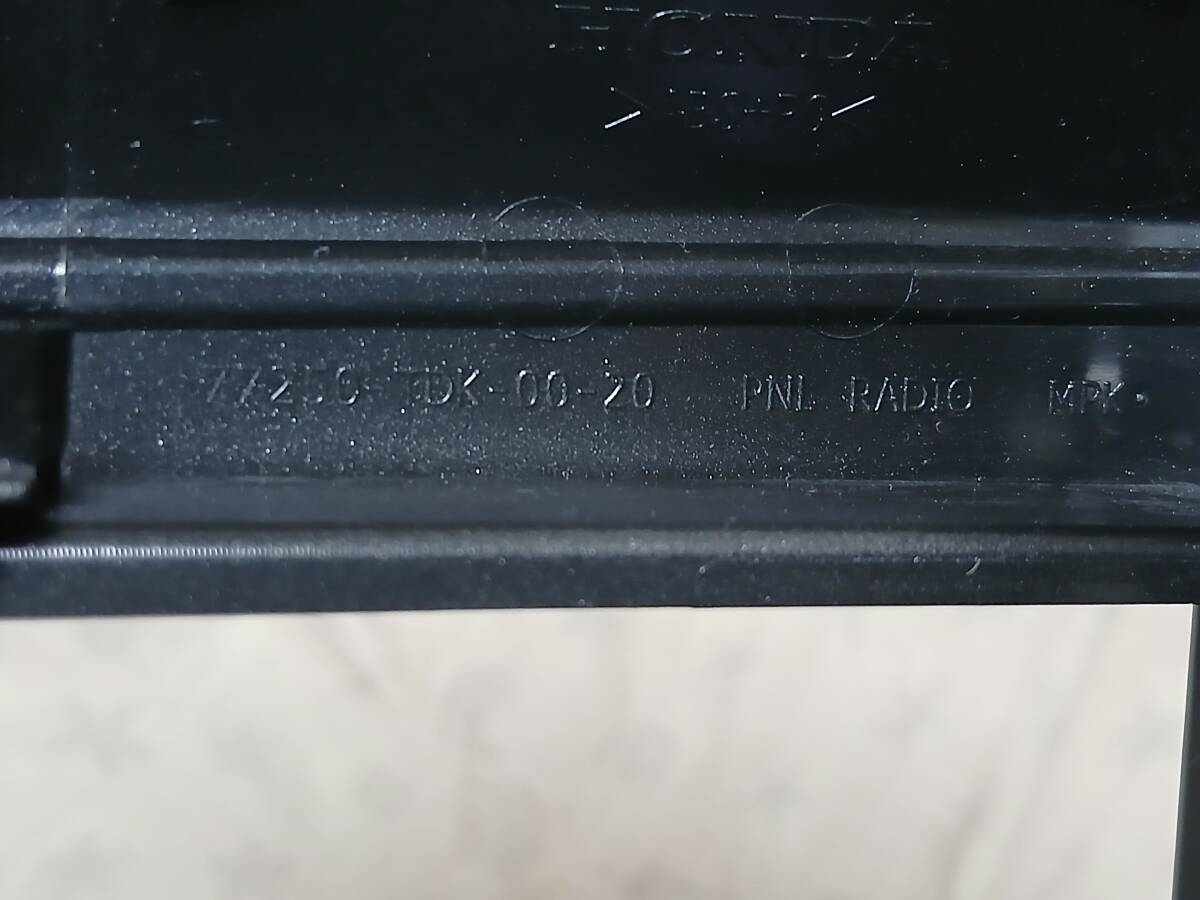 HONDA
77250-TDK-00-20 PNL RADIO MPK